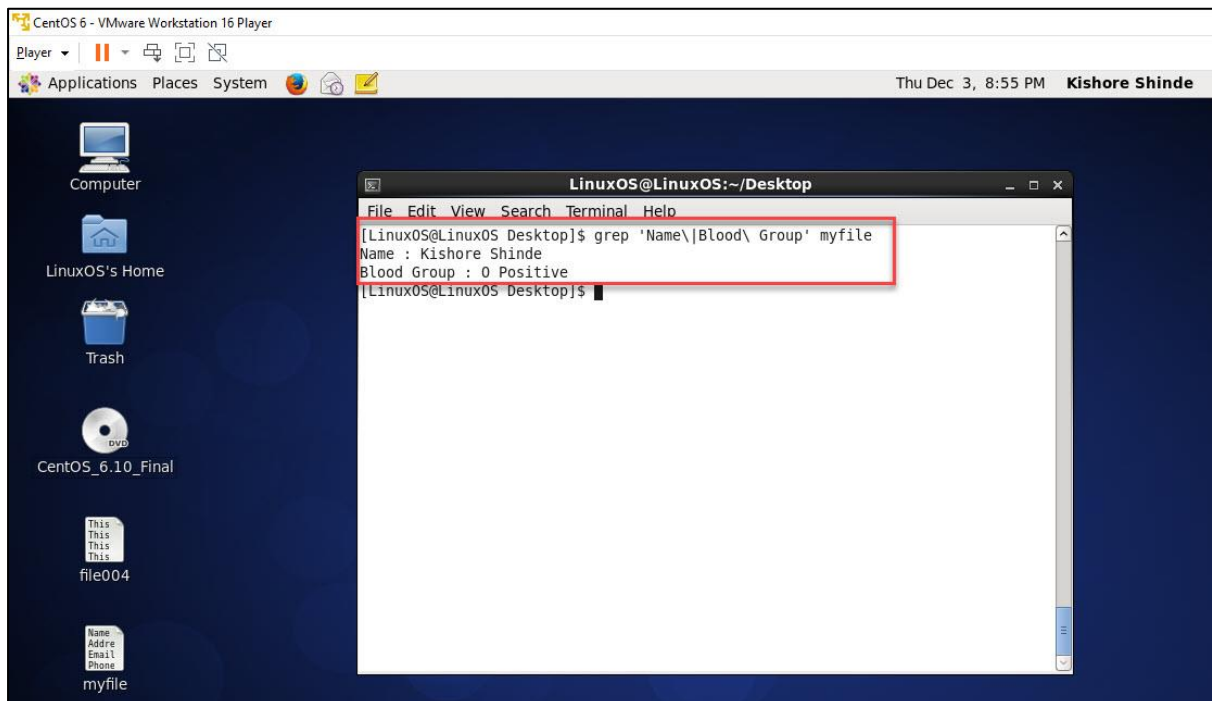 CentOS 6 - VMware Workstation 16 Player
Player
Applications Places System Thu Dec 3, 8:55 PM Kishore Shinde
Computer
LinuxOS's Home
Trash
DVD
CentOS_6.10_Final
This
This
This
This
file004
Name
Addre
Email
Phone
myfile
LinuxOS@LinuxOS:~/Desktop
File Edit View Search Terminal Help
[LinuxOS@LinuxOS Desktop]$ grep 'Name\|Blood\ Group' myfile
Name : Kishore Shinde
Blood Group : O Positive
[LinuxOS@LinuxOS Desktop]$